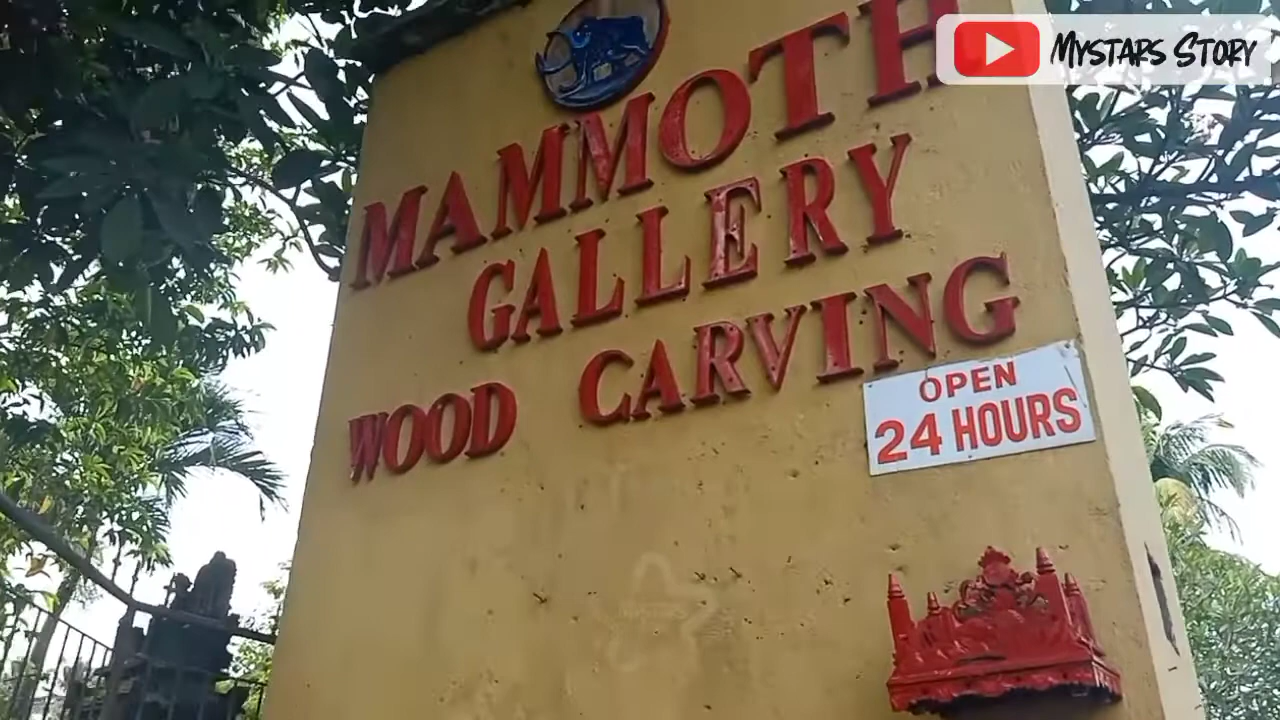 Mystars Story
MAMMOTH
GALLERY
WOOD CARVING
OPEN
24 HOURS